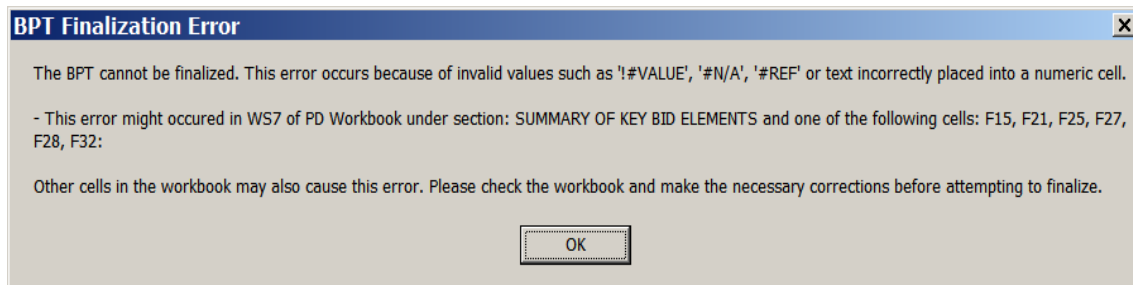 BPT Finalization Error
The BPT cannot be finalized. This error occurs because of invalid values such as '!#VALUE', '#N/A', '#REF' or text incorrectly placed into a numeric cell.
- This error might occured in WS7 of PD Workbook under section: SUMMARY OF KEY BID ELEMENTS and one of the following cells: F15, F21, F25, F27,
F28, F32:
Other cells in the workbook may also cause this error. Please check the workbook and make the necessary corrections before attempting to finalize.
OK